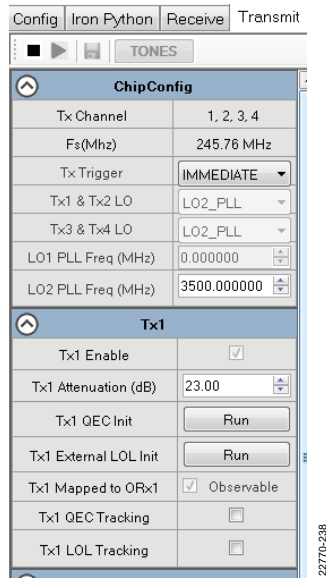 Config Iron Python Receive Transmit
TONES
ChipConfig
Tx Channel 1, 2, 3, 4
Fs(Mhz) 245.76 MHz
Tx Trigger IMMEDIATE
Tx1 & Tx2 LO LO2_PLL
Tx3 & Tx4 LO LO2_PLL
LO1 PLL Freq (MHz) 0.000000
LO2 PLL Freq (MHz) 3500.000000
Tx1
Tx1 Enable
Tx1 Attenuation (dB) 23.00
Tx1 QEC Init Run
Tx1 External LOL Init Run
Tx1 Mapped to ORx1 Observable
Tx1 QEC Tracking
Tx1 LOL Tracking
22770-238